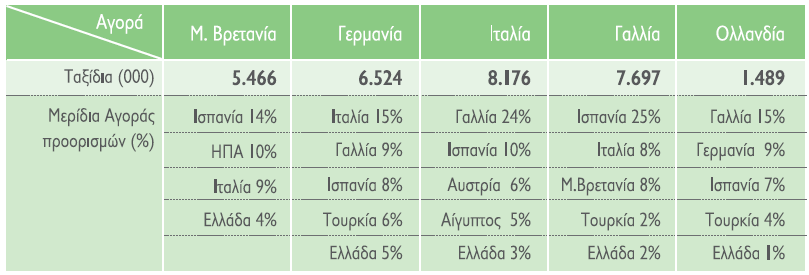 Αγορά Μ. Βρετανία Γερμανία Ιταλία Γαλλία Ολλανδία
Ταξίδια (000) 5.466 6.524 8.176 7.697 1.489
Μερίδια Αγοράς Ισπανία 14% Ιταλία 15% Γαλλία 24% Ισπανία 25% Γαλλία 15%
προορισμών (%) ΗΠΑ 10% Γαλλία 9% Ισπανία 10% Ιταλία 8% Γερμανία 9%
Ιταλία 9% Ισπανία 8% Αυστρία 6% Μ.Βρετανία 8% Ισπανία 7%
Ελλάδα 4% Τουρκία 6% Αίγυπτος 5% Τουρκία 2% Τουρκία 4%
Ελλάδα 5% Ελλάδα 3% Ελλάδα 2% Ελλάδα 1%